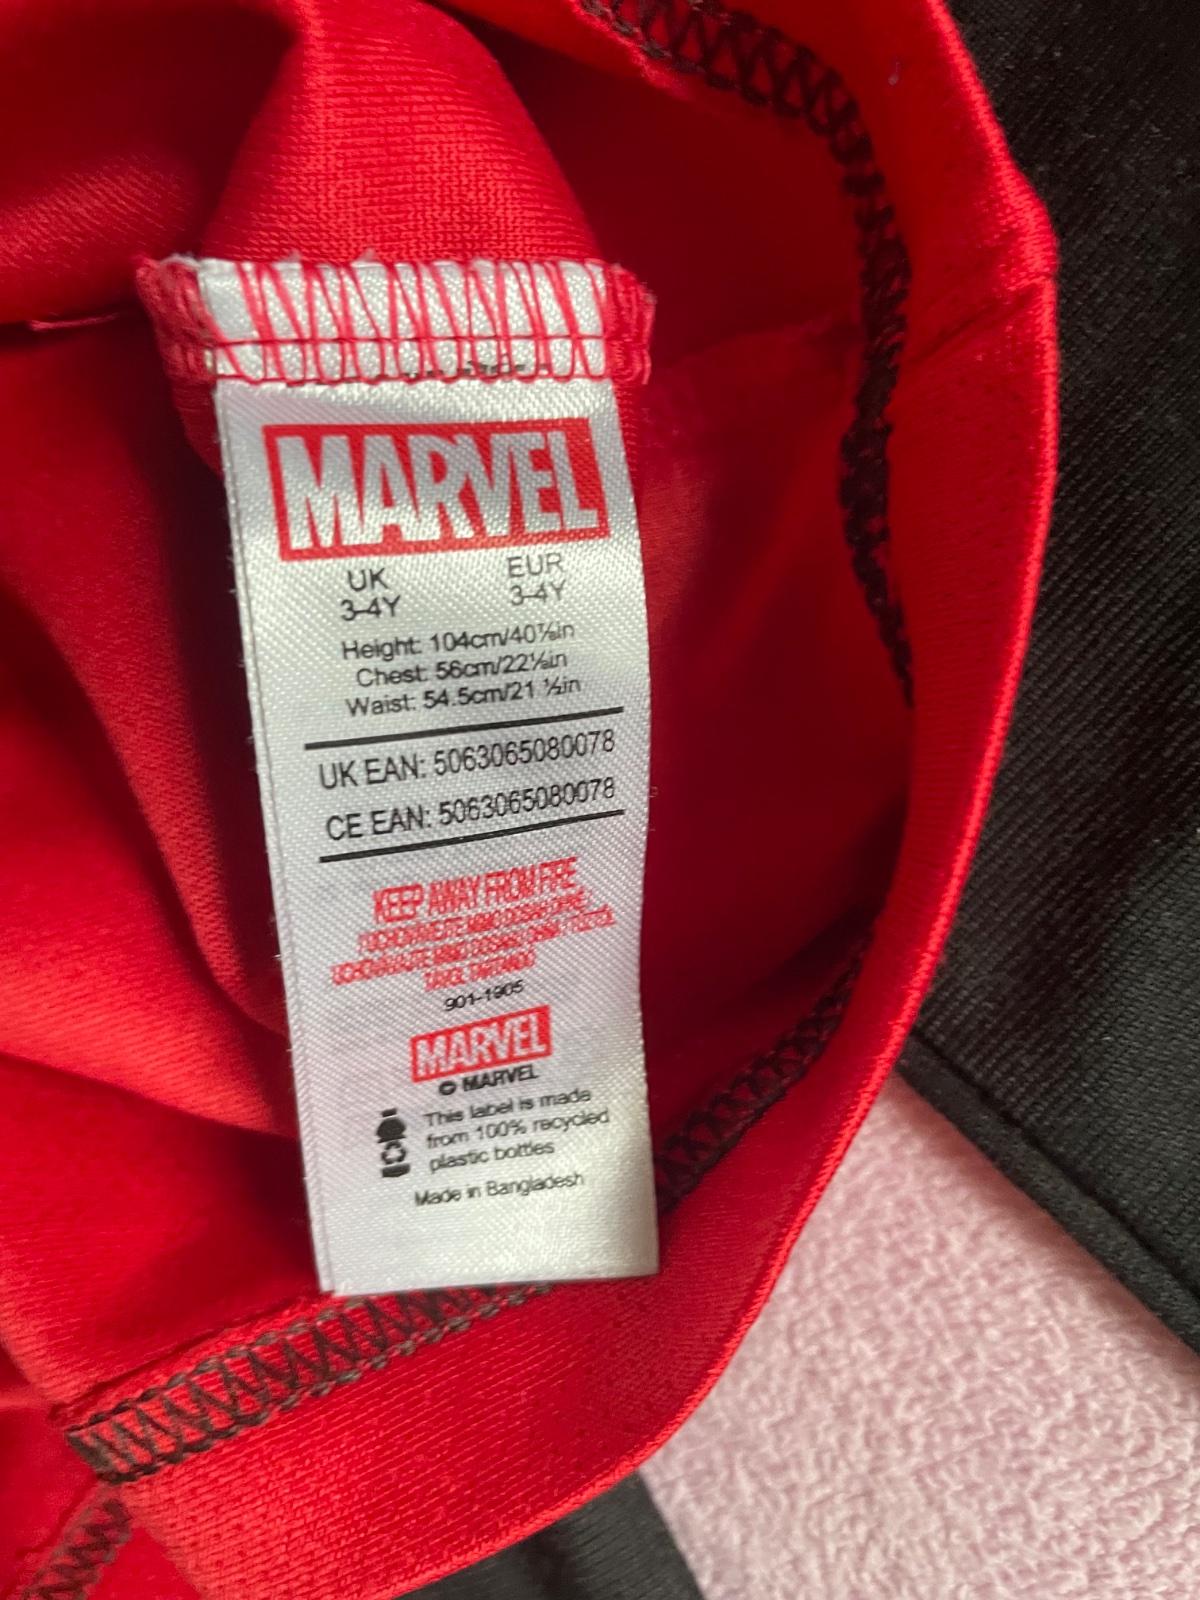 MARVEL
UK EUR
3-4Y 3-4Y
Height: 104cm/40⅞in
Chest: 56cm/22⅛in
Waist: 54.5cm/21 ½in
UK EAN: 5063065080078
CE EAN: 5063065080078
KEEP AWAY FROM FIRE
901-1905
MARVEL
© MARVEL
This label is made
from 100% recycled
plastic bottles
Made in Bangladesh